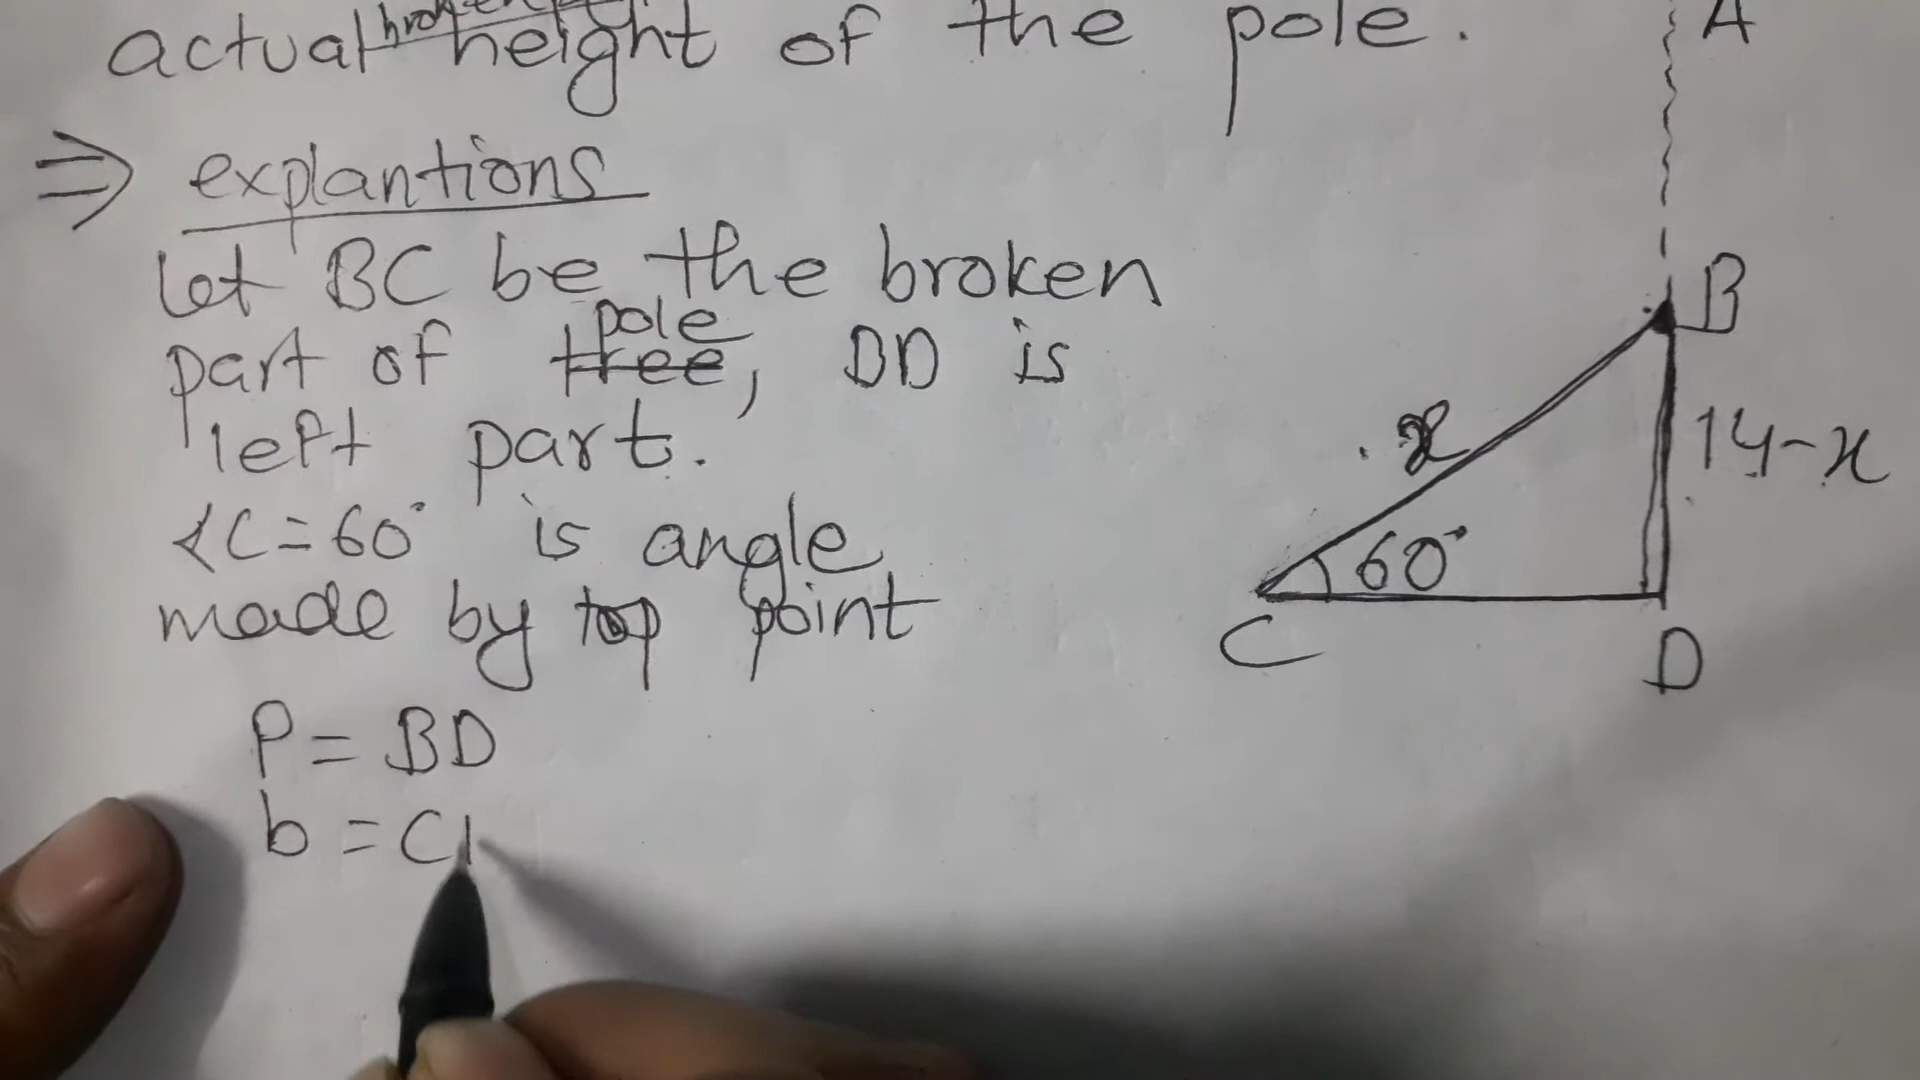 actual broken height of the pole.
⇒ explantions
let BC be the broken
part of tree pole, BD is
left part.
∢C=60° is angle
made by top point
P = BD
b = C
A
B
x
14-x
60°
C
D